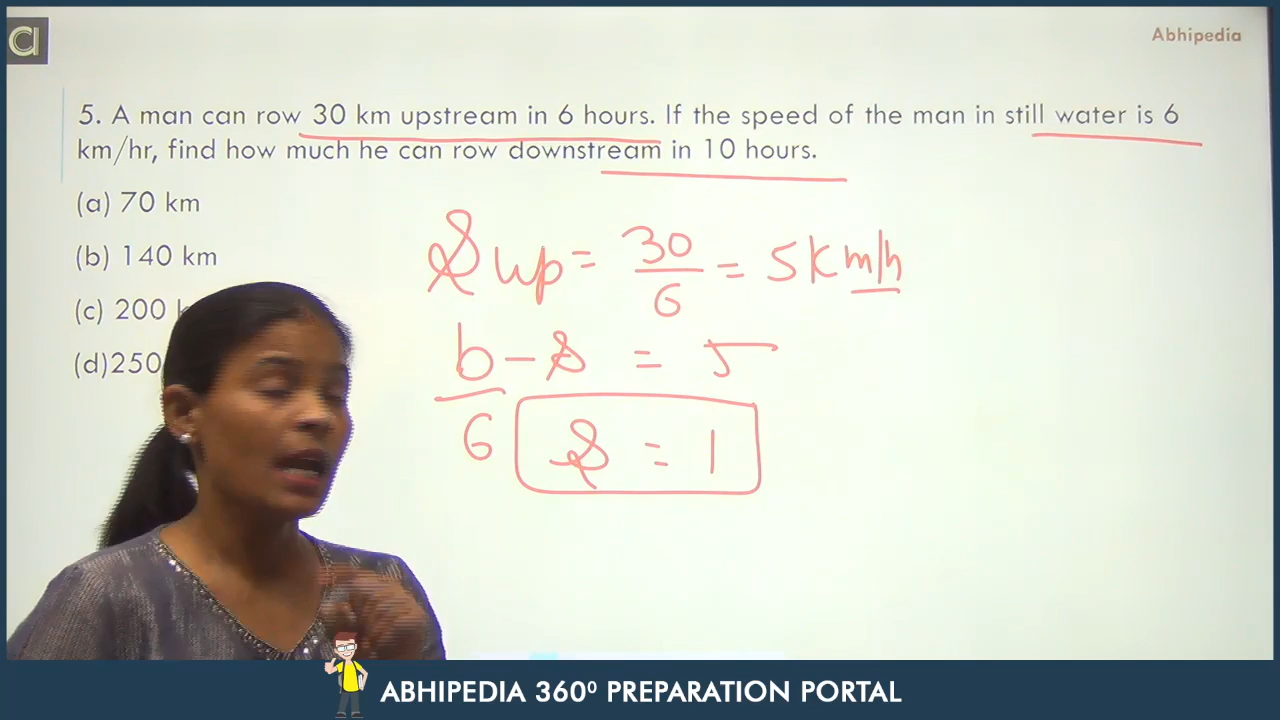 Abhipedia
5. A man can row 30 km upstream in 6 hours. If the speed of the man in still water is 6
km/hr, find how much he can row downstream in 10 hours.
(a) 70 km
(b) 140 km
(c) 200
(d)250
Sup = 30/6 = 5 Km/h
b - s = 5
6
s = 1
ABHIPEDIA 360⁰ PREPARATION PORTAL